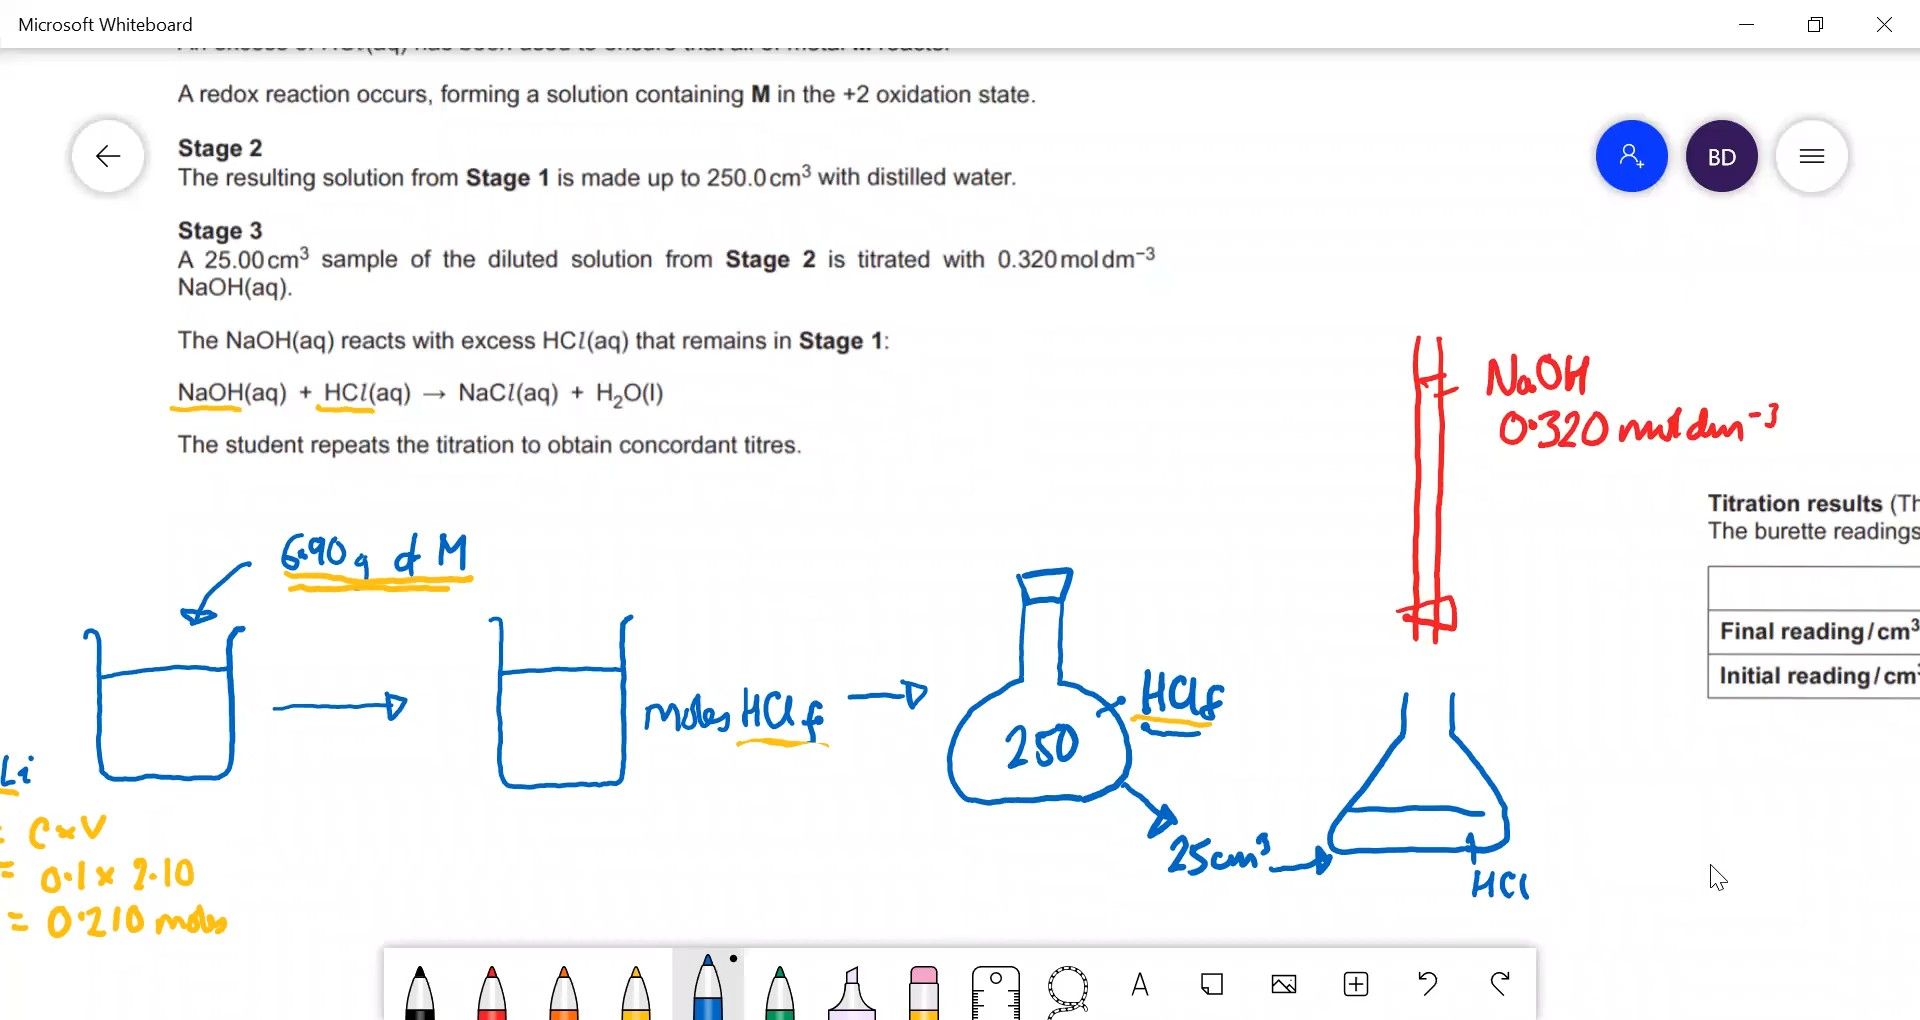 Microsoft Whiteboard
A redox reaction occurs, forming a solution containing M in the +2 oxidation state.
Stage 2
The resulting solution from Stage 1 is made up to 250.0 cm³ with distilled water.
BD
Stage 3
A 25.00 cm³ sample of the diluted solution from Stage 2 is titrated with 0.320 mol dm⁻³
NaOH(aq).
The NaOH(aq) reacts with excess HCl(aq) that remains in Stage 1:
NaOH(aq) + HCl(aq) → NaCl(aq) + H₂O(l)
The student repeats the titration to obtain concordant titres.
NaOH
0.320 mol dm⁻³
Titration results (Th
The burette readings
Final reading/cm³
Initial reading/cm
6.90 g of M
moles HCl f
250
HCl f
25cm³
HCl
Li
= C×V
= 0.1 × 2.10
= 0.210 moles
A